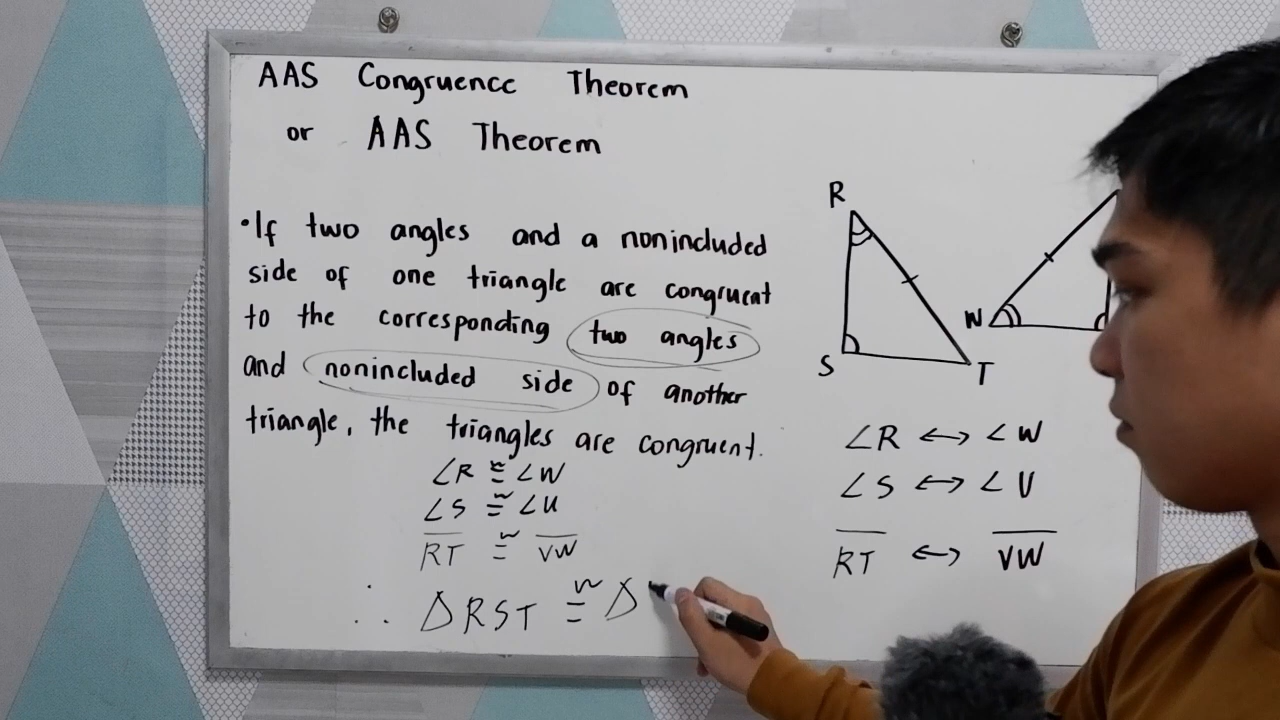 AAS Congruence Theorem
or AAS Theorem
•If two angles and a nonincluded
side of one triangle are congruent
to the corresponding two angles
and nonincluded side of another
triangle, the triangles are congruent.
∠R ≅ ∠W
∠S ≅ ∠U
RT ≅ VW
∴ ΔRST ≅ Δ
R
S
T
W
∠R ↔ ∠W
∠S ↔ ∠U
RT ↔ VW